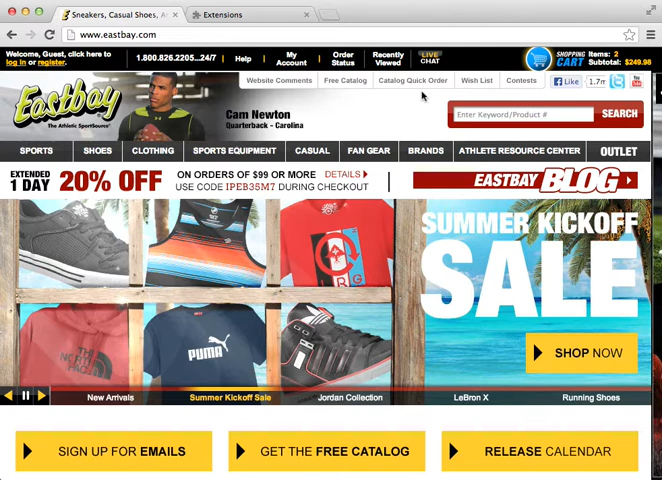 Sneakers, Casual Shoes, A
Extensions
www.eastbay.com
Welcome, Guest, click here to
log in or register.
1.800.826.2205...24/7
Help
My
Account
Order
Status
Recently
Viewed
LIVE
CHAT
SHOPPING
CART
Items: 2
Subtotal: $249.98
Website Comments
Free Catalog
Catalog Quick Order
Wish List
Contests
Like
1.7m
You
Eastbay
The Athletic SportSource
Cam Newton
Quarterback - Carolina
Enter Keyword/Product #
SEARCH
SPORTS
SHOES
CLOTHING
SPORTS EQUIPMENT
CASUAL
FAN GEAR
BRANDS
ATHLETE RESOURCE CENTER
OUTLET
EXTENDED
1 DAY
20% OFF
ON ORDERS OF $99 OR MORE DETAILS
USE CODE IPEB35M7 DURING CHECKOUT
EASTBAY BLOG
SUMMER KICKOFF
SALE
SHOP NOW
R G
THE
NORTH
FACE
PUMA
New Arrivals
Summer Kickoff Sale
Jordan Collection
LeBron X
Running Shoes
SIGN UP FOR EMAILS
GET THE FREE CATALOG
RELEASE CALENDAR